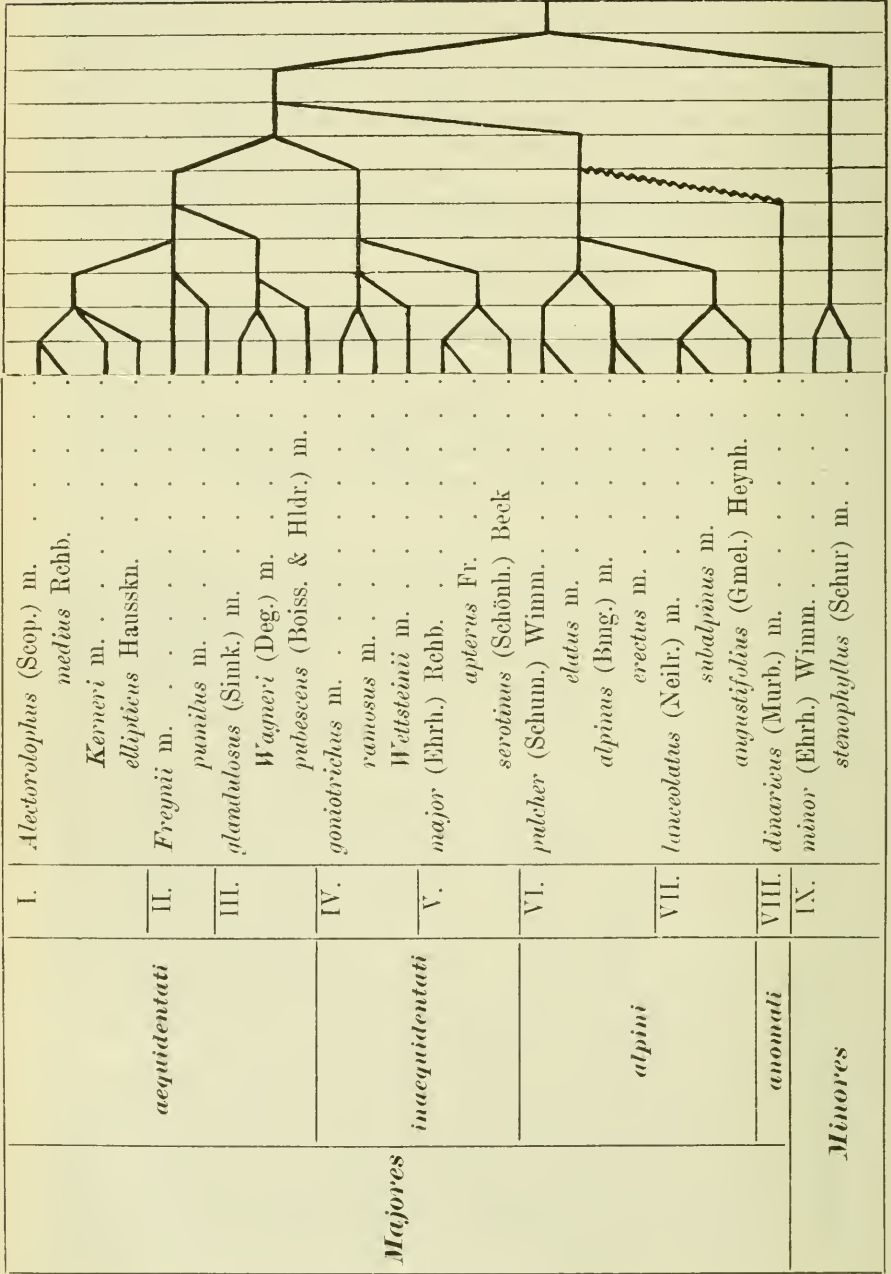 I. Alectorolophus (Scop.) m. . . . . .
medius Rchb. . . . . .
Kerneri m. . . . . . .
ellipticus Hausskn. . . . . .
II. Freynii m. . . . . . . .
pumilus m. . . . . . .
III. glandulosus (Simk.) m. . . . . .
Wagneri (Deg.) m. . . . .
pubescens (Boiss. & Hldr.) m. .
IV. goniotrichus m. . . . . . .
ramosus m. . . . . .
Wettsteinii m. . . . . .
V. major (Ehrh.) Rchb. . . . . .
apterus Fr. . . . .
serotinus (Schönh.) Beck .
VI. pulcher (Schum.) Wimm. . . . . .
elatus m. . . . . .
alpinus (Bmg.) m. . . . . .
erectus m. . . . . .
VII. lanceolatus (Neilr.) m. . . . . .
subalpinus m. . . . .
angustifolius (Gmel.) Heynh. .
VIII. dinaricus (Murb.) m. . . . . .
IX. minor (Ehrh.) Wimm. . . . .
stenophyllus (Schur) m. . .
aequidentati
inaequidentati
alpini
anomali
Majores
Minores